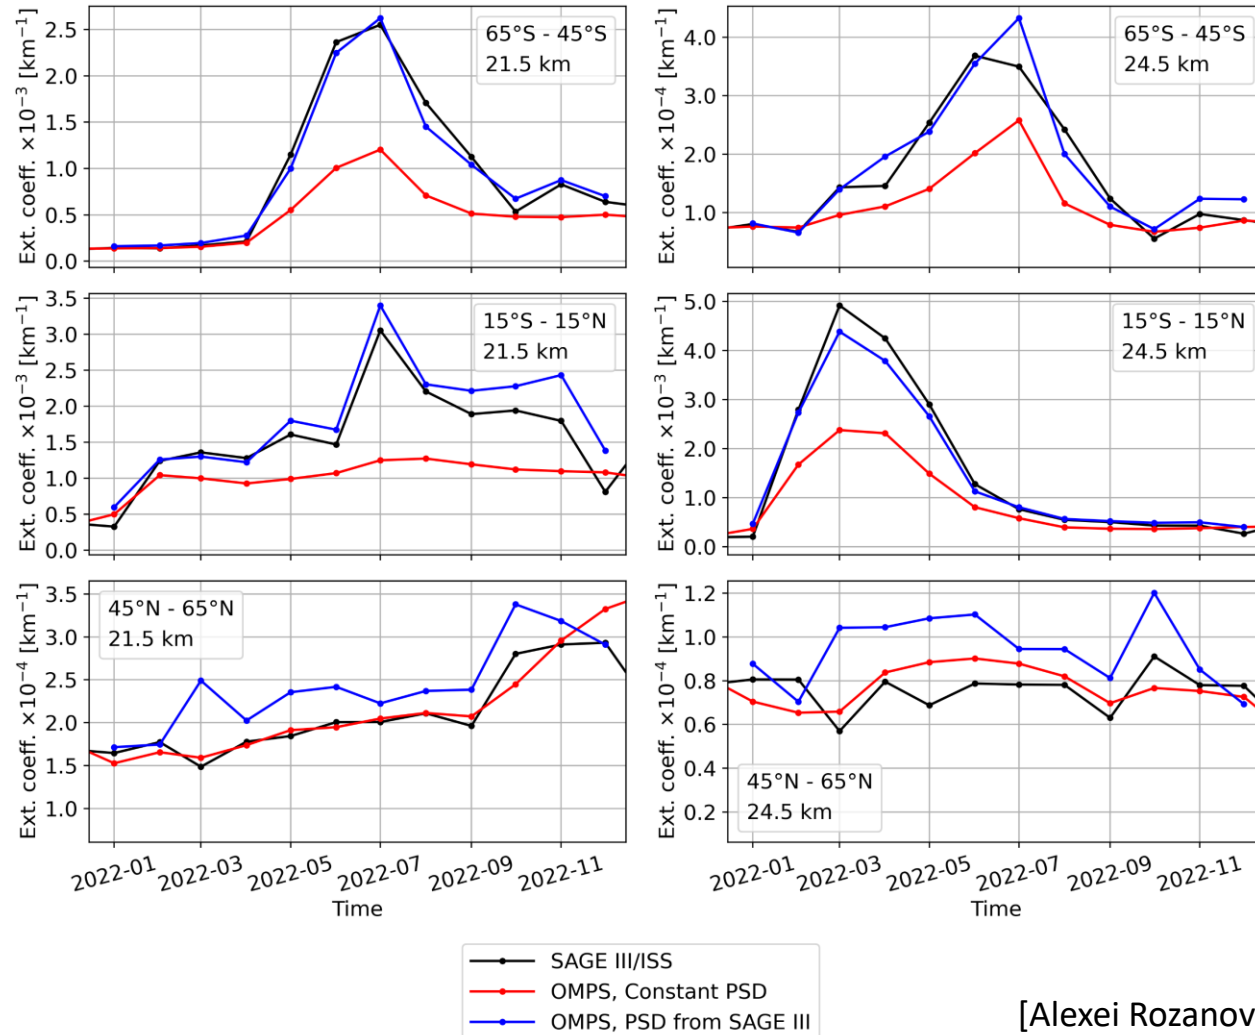 65°S - 45°S
21.5 km
Ext. coeff. ×10⁻³ [km⁻¹]
2.5
2.0
1.5
1.0
0.5
0.0
65°S - 45°S
24.5 km
Ext. coeff. ×10⁻⁴ [km⁻¹]
4.0
3.0
2.0
1.0
15°S - 15°N
21.5 km
Ext. coeff. ×10⁻³ [km⁻¹]
3.5
3.0
2.5
2.0
1.5
1.0
0.5
0.0
15°S - 15°N
24.5 km
Ext. coeff. ×10⁻³ [km⁻¹]
5.0
4.0
3.0
2.0
1.0
0.0
45°N - 65°N
21.5 km
Ext. coeff. ×10⁻⁴ [km⁻¹]
3.5
3.0
2.5
2.0
1.5
1.0
2022-01 2022-03 2022-05 2022-07 2022-09 2022-11
Time
45°N - 65°N
24.5 km
Ext. coeff. ×10⁻⁴ [km⁻¹]
1.2
1.0
0.8
0.6
0.4
0.2
2022-01 2022-03 2022-05 2022-07 2022-09 2022-11
Time
SAGE III/ISS
OMPS, Constant PSD
OMPS, PSD from SAGE III
[Alexei Rozanov